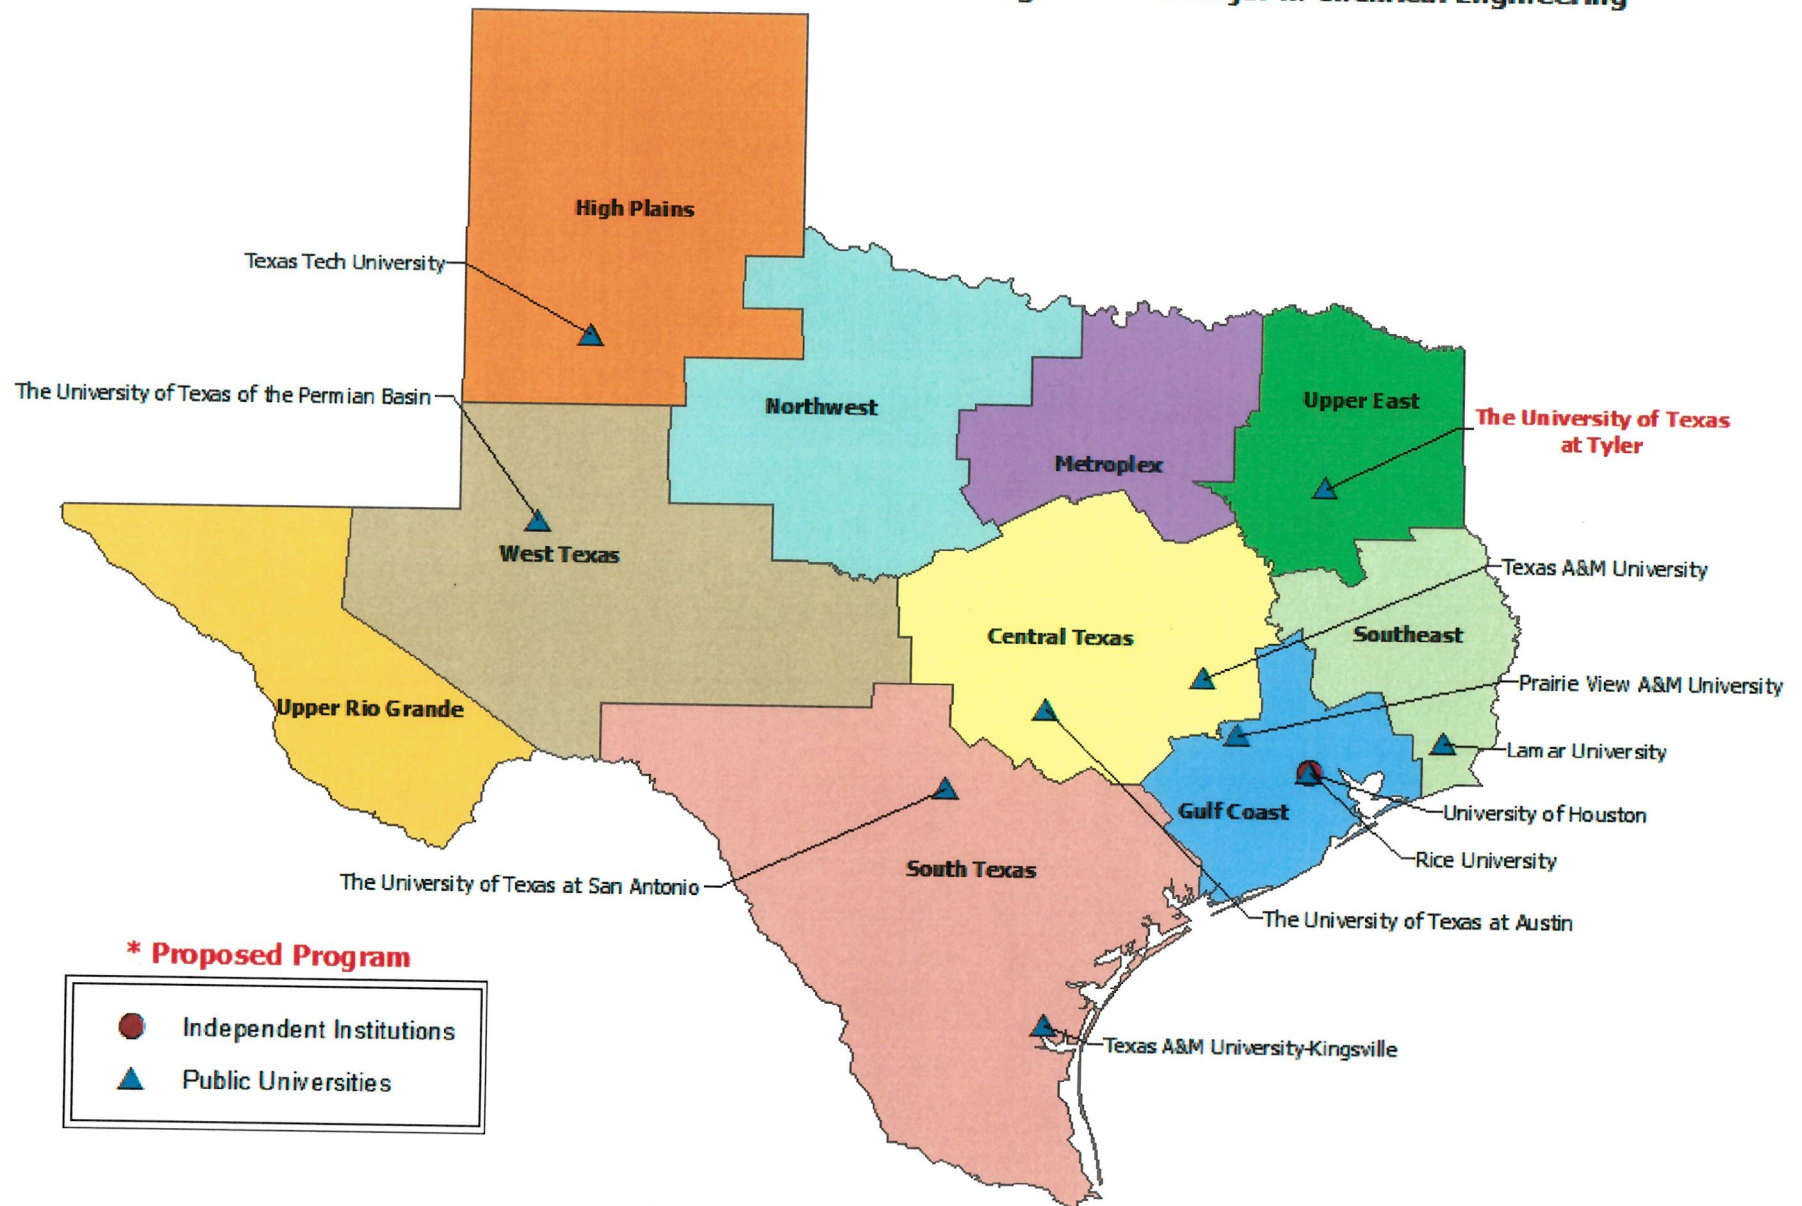 in Chemical Engineering
High Plains
Texas Tech University
The University of Texas of the Permian Basin
Northwest
Upper East
The University of Texas
at Tyler
Metroplex
West Texas
Texas A&M University
Central Texas
Southeast
Prairie View A&M University
Upper Rio Grande
Lamar University
Gulf Coast
University of Houston
Rice University
South Texas
The University of Texas at San Antonio
The University of Texas at Austin
* Proposed Program
Independent Institutions
Public Universities
Texas A&M University-Kingsville